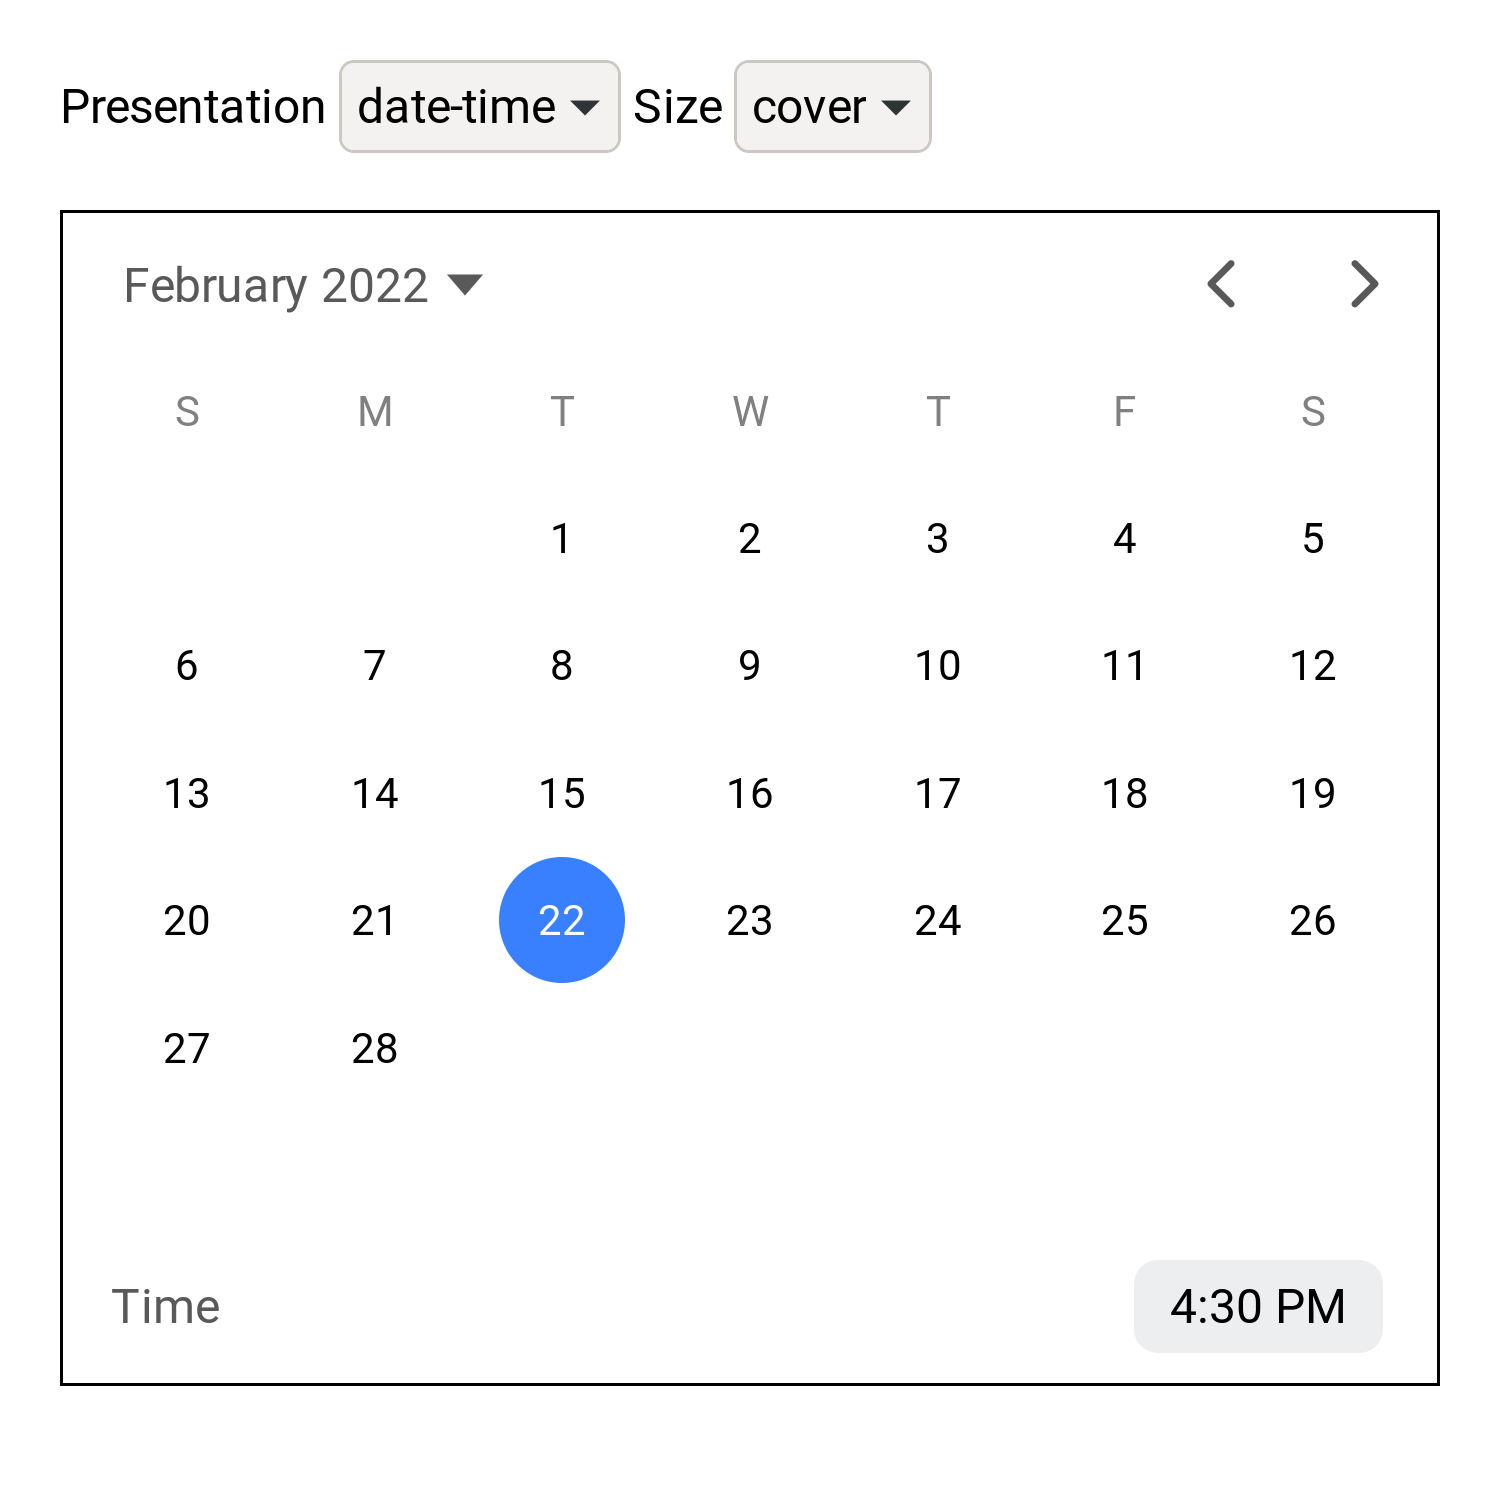 Presentation date-time Size cover
February 2022
S M T W T F S
1 2 3 4 5
6 7 8 9 10 11 12
13 14 15 16 17 18 19
20 21 22 23 24 25 26
27 28
Time 4:30 PM